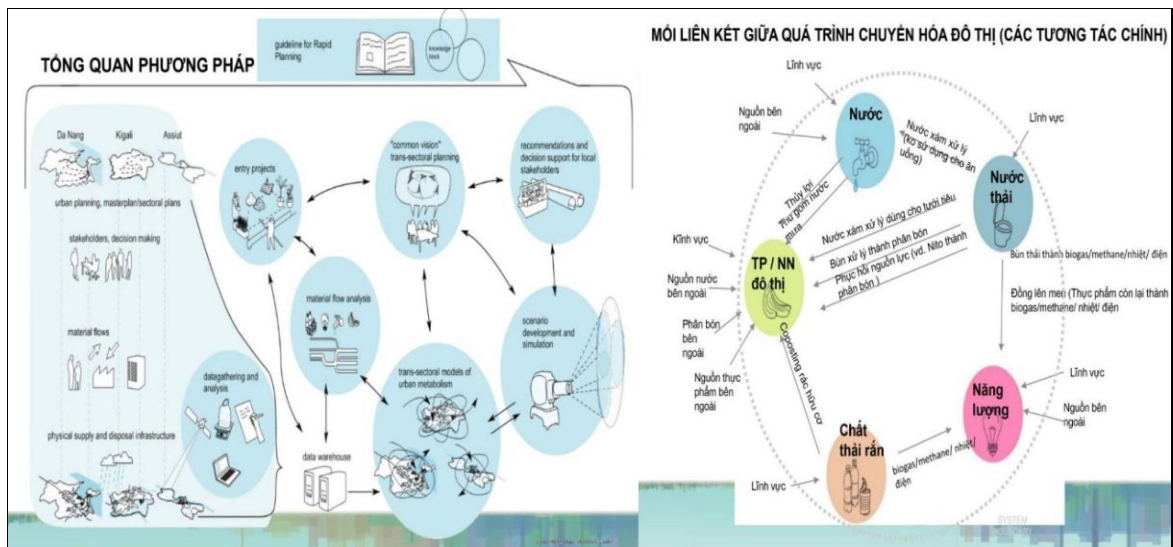 guideline for Rapid
Planning
knowledge
block
TỔNG QUAN PHƯƠNG PHÁP
Da Nang
Kigali
Assiut
urban planning, masterplan/sectoral plans
stakeholders, decision making
material flows
datagathering and
analysis
physical supply and disposal infrastructure
entry projects
"common vision"
trans-sectoral planning
recommendations and
decision support for local
stakeholders
material flow analysis
scenario
development and
simulation
trans-sectoral models of
urban metabolism
data warehouse
MỐI LIÊN KẾT GIỮA QUÁ TRÌNH CHUYỂN HÓA ĐÔ THỊ (CÁC TƯƠNG TÁC CHÍNH)
Lĩnh vực
Nguồn bên
ngoài
Nước
Nước xám xử lý
(ko sử dụng cho ăn
uống)
Lĩnh vực
Nước
thải
Thủy lợi
Thu gom nước
mưa
Nước xám xử lý dùng cho tưới tiêu
Bùn xử lý thành phân bón
Phục hồi nguồn lực (vd. Nito thành
phân bón )
Bùn thải thành biogas/methane/nhiệt/ điện
Lĩnh vực
TP / NN
đô thị
Nguồn nước
bên ngoài
Phân bón
bên ngoài
Nguồn thực
phẩm bên
ngoài
Đồng lên men (Thực phẩm còn lại thành
biogas/methane/ nhiệt/ điện
Coposting rác hữu cơ
Năng
lượng
Lĩnh vực
Nguồn bên
ngoài
Chất
thải rắn
biogas/methane/ nhiệt/
điện
Lĩnh vực
SYSTEM
BOUNDARY